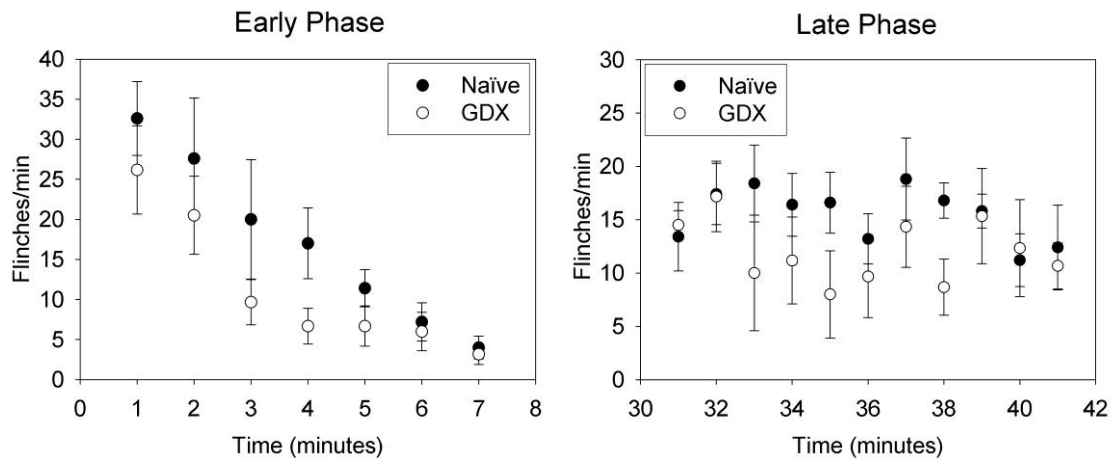 Early Phase
40
35
30
25
20
15
10
5
0
Flinches/min
Naïve
GDX
0 1 2 3 4 5 6 7 8
Time (minutes)
Late Phase
30
25
20
15
10
5
0
Flinches/min
Naïve
GDX
30 32 34 36 38 40 42
Time (minutes)